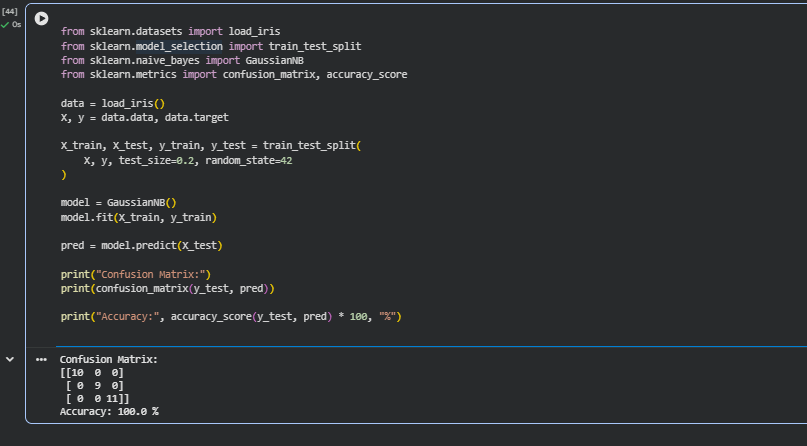 [44]
0s
from sklearn.datasets import load_iris
from sklearn.model_selection import train_test_split
from sklearn.naive_bayes import GaussianNB
from sklearn.metrics import confusion_matrix, accuracy_score
data = load_iris()
X, y = data.data, data.target
X_train, X_test, y_train, y_test = train_test_split(
    X, y, test_size=0.2, random_state=42
)
model = GaussianNB()
model.fit(X_train, y_train)
pred = model.predict(X_test)
print("Confusion Matrix:")
print(confusion_matrix(y_test, pred))
print("Accuracy:", accuracy_score(y_test, pred) * 100, "%")
Confusion Matrix:
[[10  0  0]
 [ 0  9  0]
 [ 0  0 11]]
Accuracy: 100.0 %